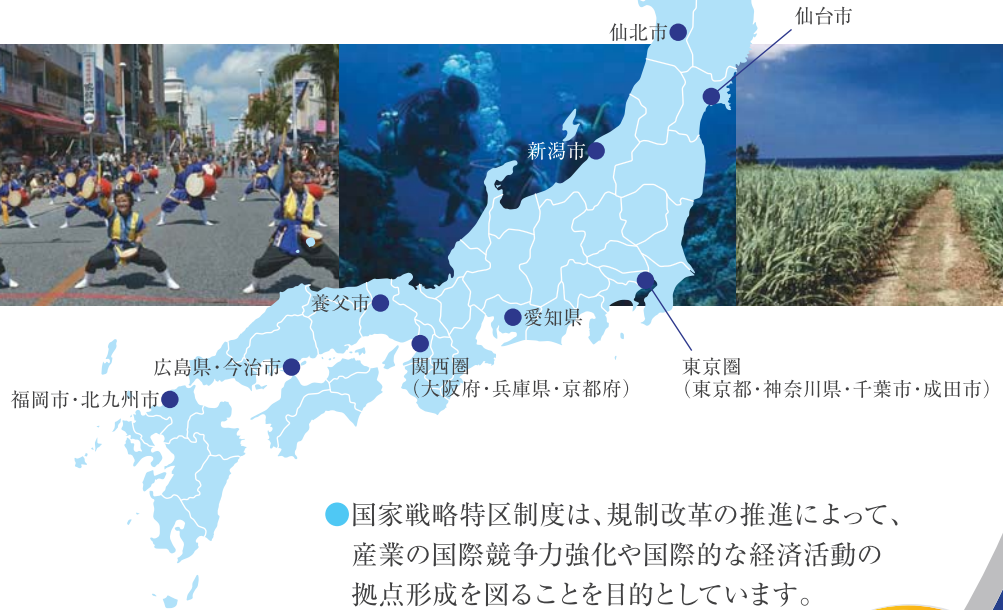 仙台市
仙北市
新潟市
養父市
愛知県
広島県・今治市
関西圏
(大阪府・兵庫県・京都府)
東京圏
(東京都・神奈川県・千葉市・成田市)
福岡市・北九州市
●国家戦略特区制度は、規制改革の推進によって、
産業の国際競争力強化や国際的な経済活動の
拠点形成を図ることを目的としています。